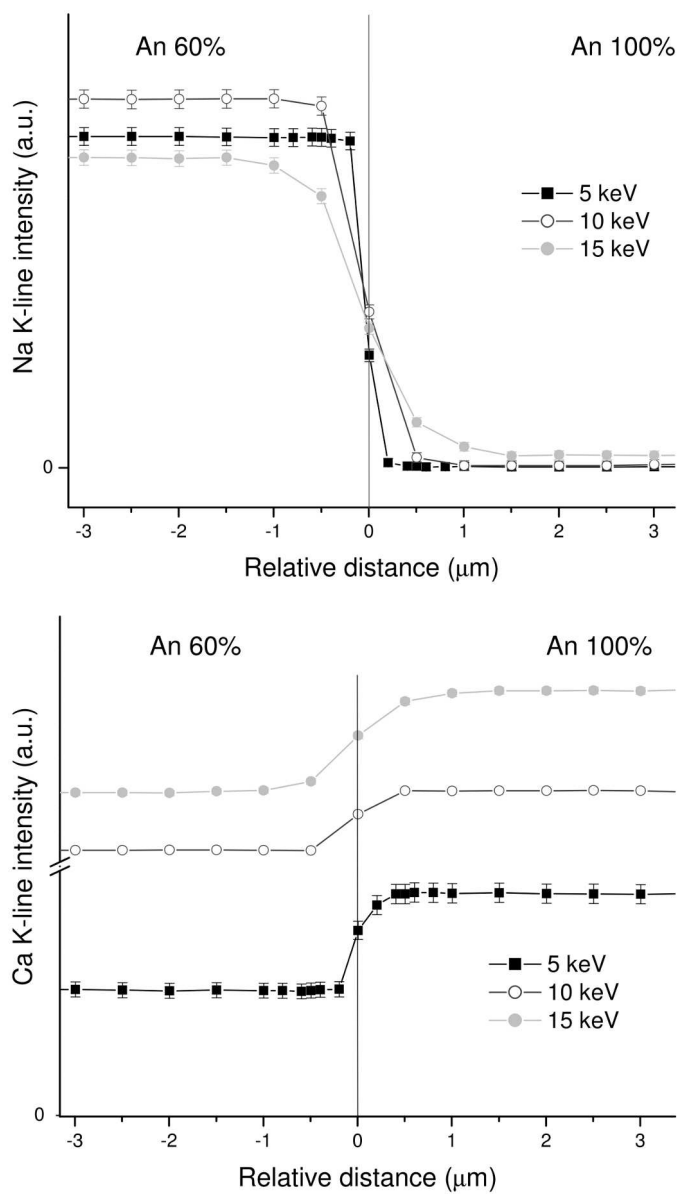 An 60%
An 100%
Na K-line intensity (a.u.)
5 keV
10 keV
15 keV
0
-3 -2 -1 0 1 2 3
Relative distance (μm)
An 60%
An 100%
Ca K-line intensity (a.u.)
5 keV
10 keV
15 keV
0
-3 -2 -1 0 1 2 3
Relative distance (μm)